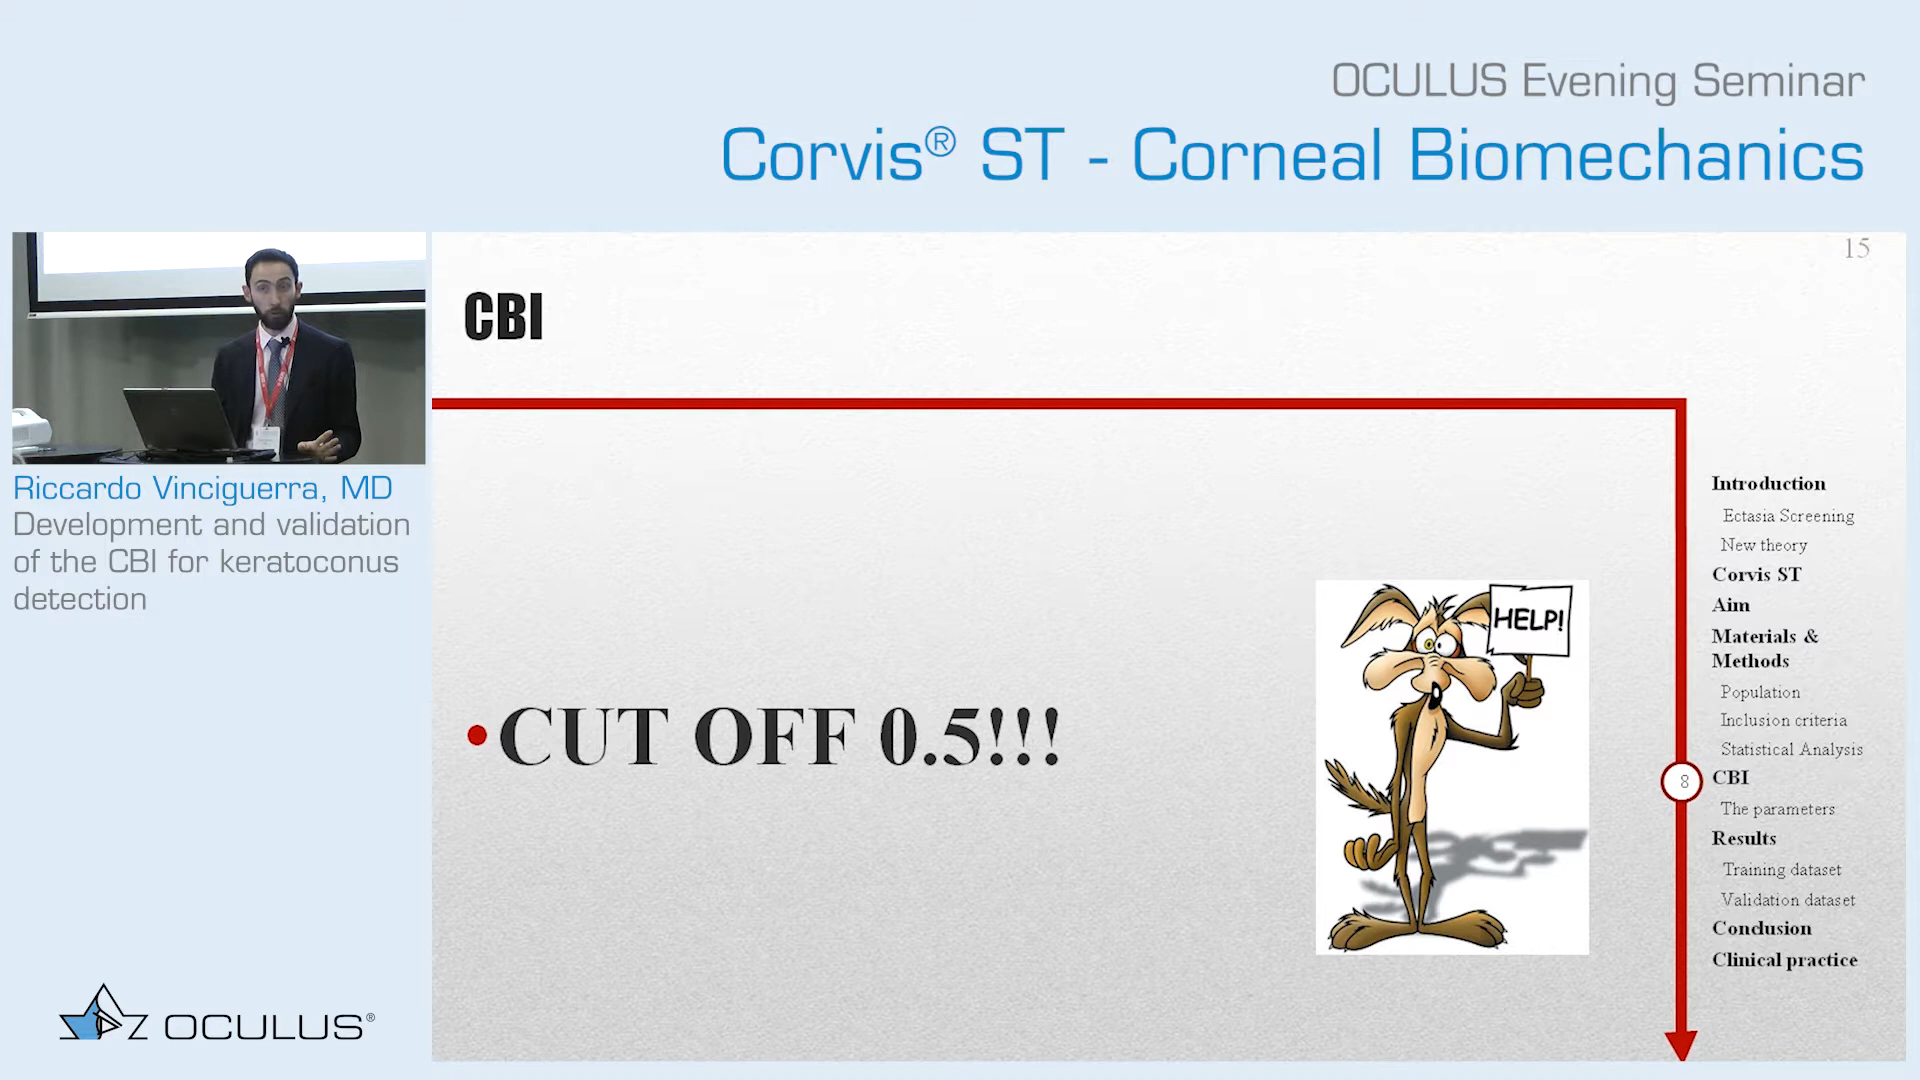 OCULUS Evening Seminar
Corvis® ST - Corneal Biomechanics
Riccardo Vinciguerra, MD
Development and validation
of the CBI for keratoconus
detection
OCULUS®
15
CBI
•CUT OFF 0.5!!!
HELP!
Introduction
Ectasia Screening
New theory
Corvis ST
Aim
Materials &
Methods
Population
Inclusion criteria
Statistical Analysis
8
CBI
The parameters
Results
Training dataset
Validation dataset
Conclusion
Clinical practice